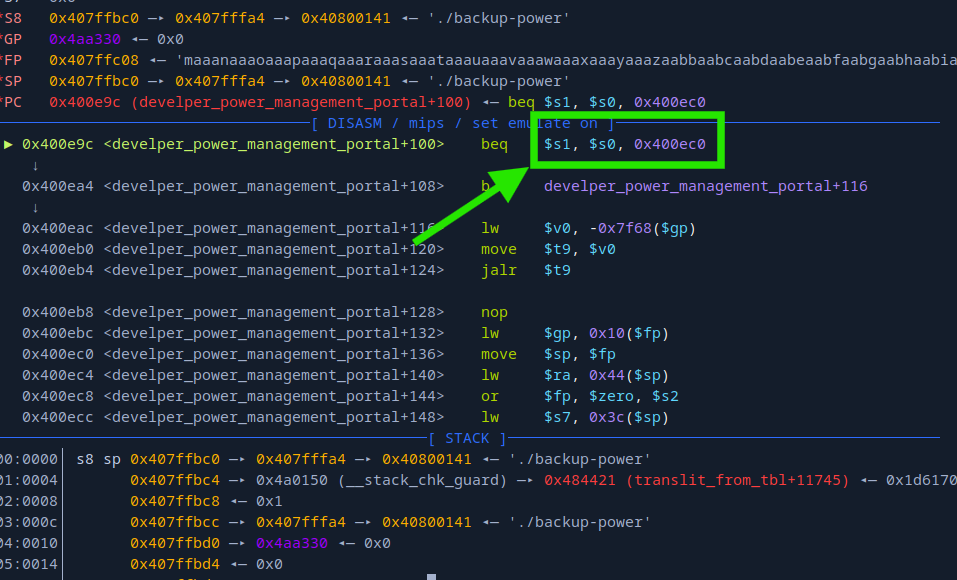 *S8 0x407ffbc0 —▸ 0x407fffa4 —▸ 0x40800141 ◂— './backup-power'
*GP 0x4aa330 ◂— 0x0
*FP 0x407ffc08 ◂— 'maaanaaaoaaapaaaqaaaraaasaaataaauaaavaaawaaaxaaayaaazaabbaabcaabdaabeaabfaabgaabhaabia
*SP 0x407ffbc0 —▸ 0x407fffa4 —▸ 0x40800141 ◂— './backup-power'
*PC 0x400e9c (develper_power_management_portal+100) ◂— beq $s1, $s0, 0x400ec0
[ DISASM / mips / set emulate on ]
► 0x400e9c <develper_power_management_portal+100> beq $s1, $s0, 0x400ec0
↓
0x400ea4 <develper_power_management_portal+108> b develper_power_management_portal+116
↓
0x400eac <develper_power_management_portal+116 lw $v0, -0x7f68($gp)
0x400eb0 <develper_power_management_portal+120> move $t9, $v0
0x400eb4 <develper_power_management_portal+124> jalr $t9
0x400eb8 <develper_power_management_portal+128> nop
0x400ebc <develper_power_management_portal+132> lw $gp, 0x10($fp)
0x400ec0 <develper_power_management_portal+136> move $sp, $fp
0x400ec4 <develper_power_management_portal+140> lw $ra, 0x44($sp)
0x400ec8 <develper_power_management_portal+144> or $fp, $zero, $s2
0x400ecc <develper_power_management_portal+148> lw $s7, 0x3c($sp)
[ STACK ]
00:0000│ s8 sp 0x407ffbc0 —▸ 0x407fffa4 —▸ 0x40800141 ◂— './backup-power'
01:0004│ 0x407ffbc4 —▸ 0x4a0150 (__stack_chk_guard) —▸ 0x484421 (translit_from_tbl+11745) ◂— 0x1d6170
02:0008│ 0x407ffbc8 ◂— 0x1
03:000c│ 0x407ffbcc —▸ 0x407fffa4 —▸ 0x40800141 ◂— './backup-power'
04:0010│ 0x407ffbd0 —▸ 0x4aa330 ◂— 0x0
05:0014│ 0x407ffbd4 ◂— 0x0